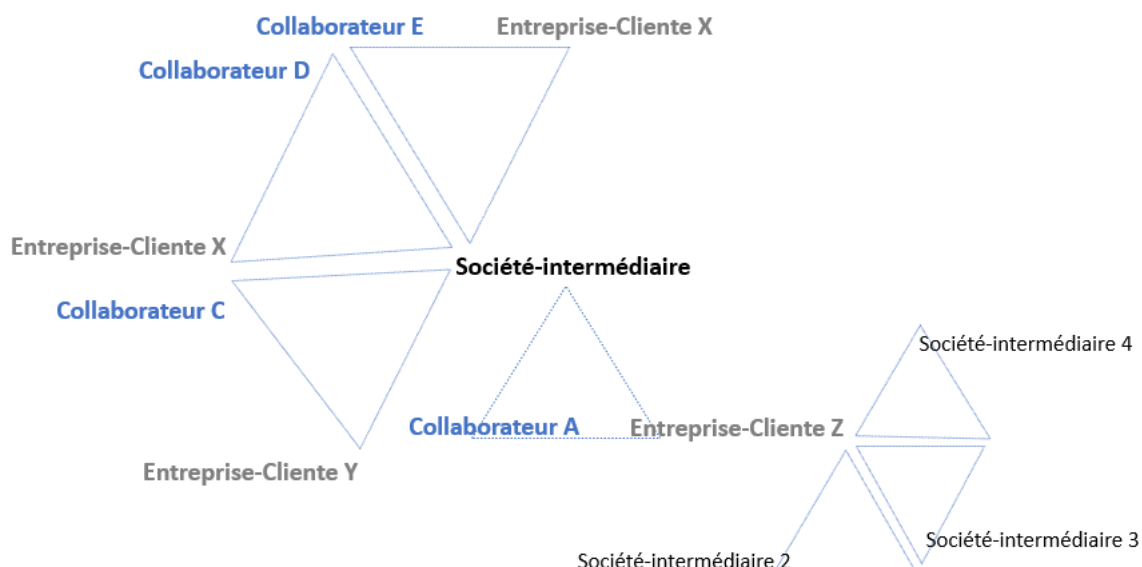 Collaborateur E
Entreprise-Cliente X
Collaborateur D
Entreprise-Cliente X
Société-intermédiaire
Collaborateur C
Société-intermédiaire 4
Collaborateur A
Entreprise-Cliente Z
Entreprise-Cliente Y
Société-intermédiaire 3
Société-intermédiaire 2